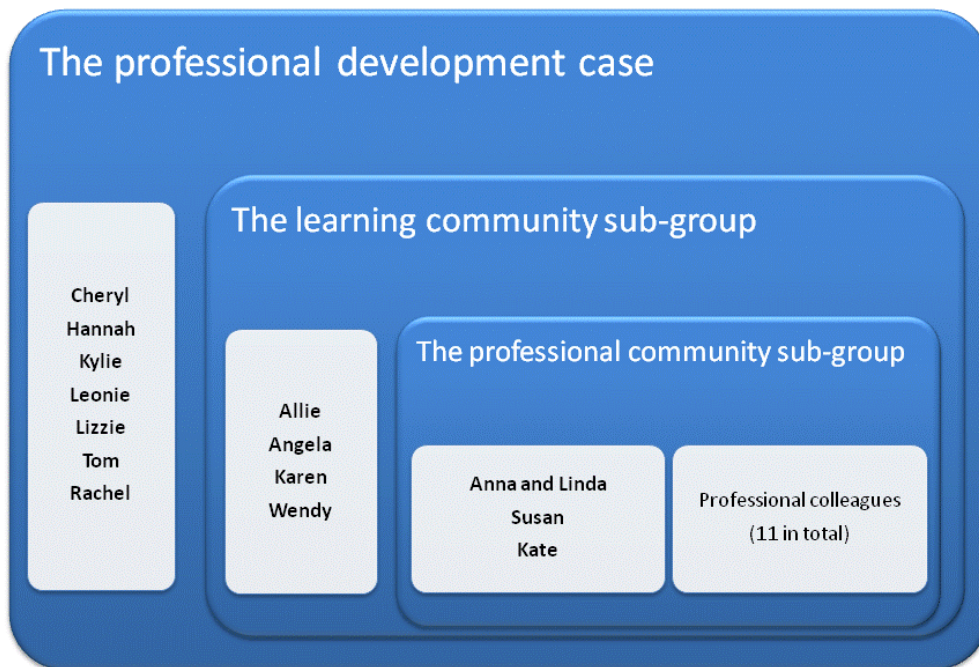 The professional development case
The learning community sub-group
The professional community sub-group
Cheryl
Hannah
Kylie
Leonie
Lizzie
Tom
Rachel
Allie
Angela
Karen
Wendy
Anna and Linda
Susan
Kate
Professional colleagues
(11 in total)